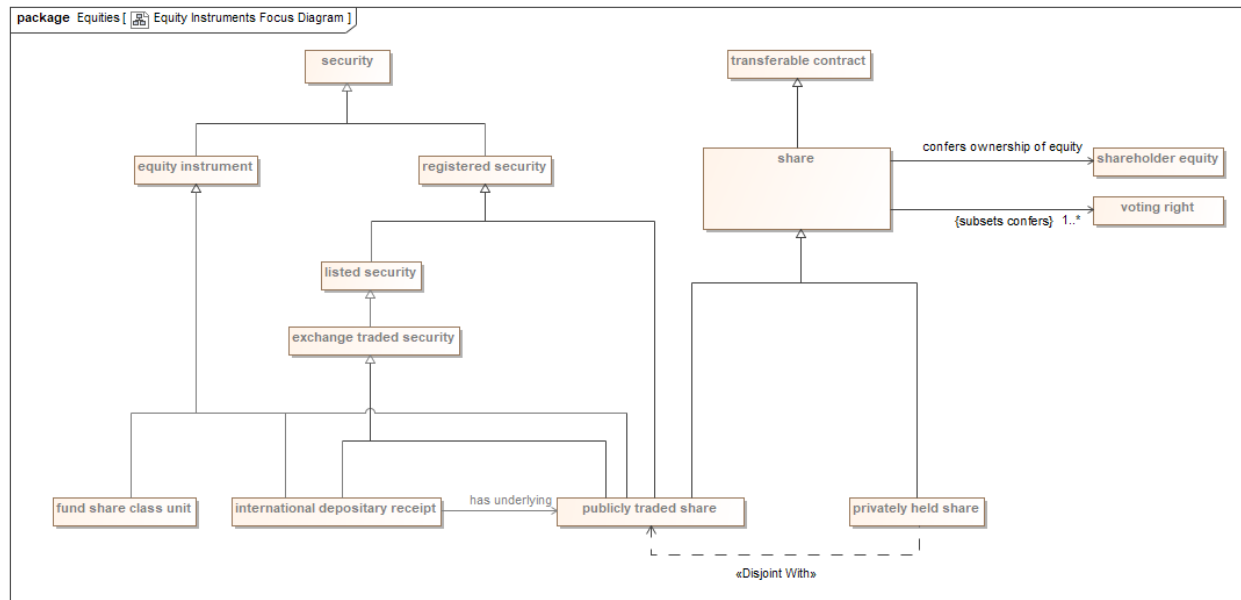 package Equities [ Equity Instruments Focus Diagram ]
security
transferable contract
equity instrument
registered security
share
confers ownership of equity
shareholder equity
voting right
{subsets confers} 1..*
listed security
exchange traded security
fund share class unit
international depositary receipt
has underlying
publicly traded share
privately held share
«Disjoint With»